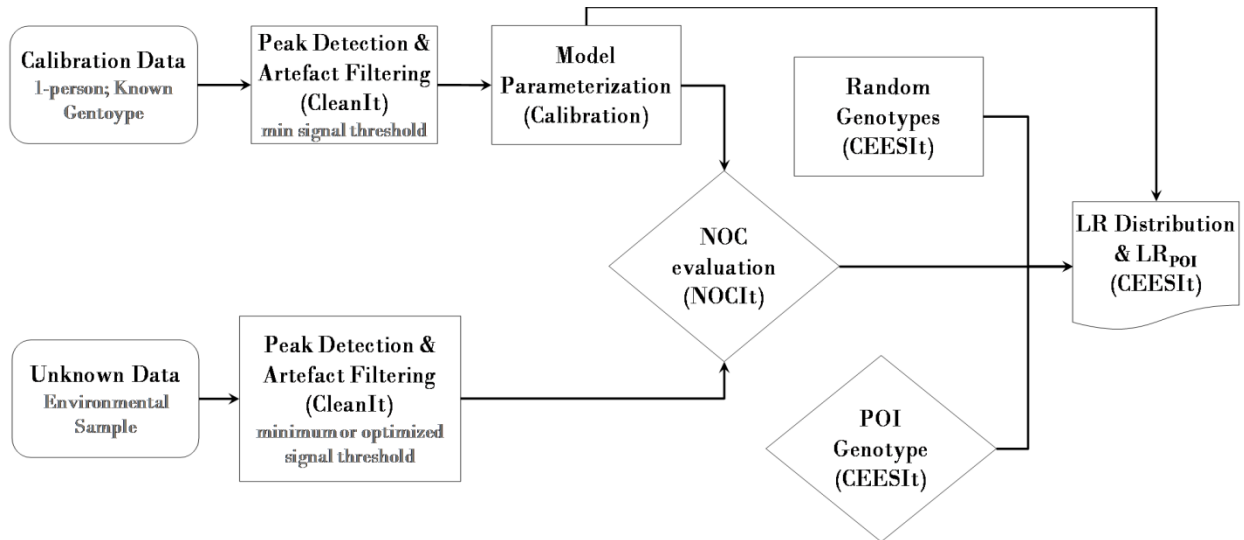 Calibration Data
1-person; Known
Gentoype
Peak Detection &
Artefact Filtering
(CleanIt)
min signal threshold
Model
Parameterization
(Calibration)
Random
Genotypes
(CEESIt)
NOC
evaluation
(NOCIt)
LR Distribution
& LRPOI
(CEESIt)
Unknown Data
Environmental
Sample
Peak Detection &
Artefact Filtering
(CleanIt)
minimum or optimized
signal threshold
POI
Genotype
(CEESIt)